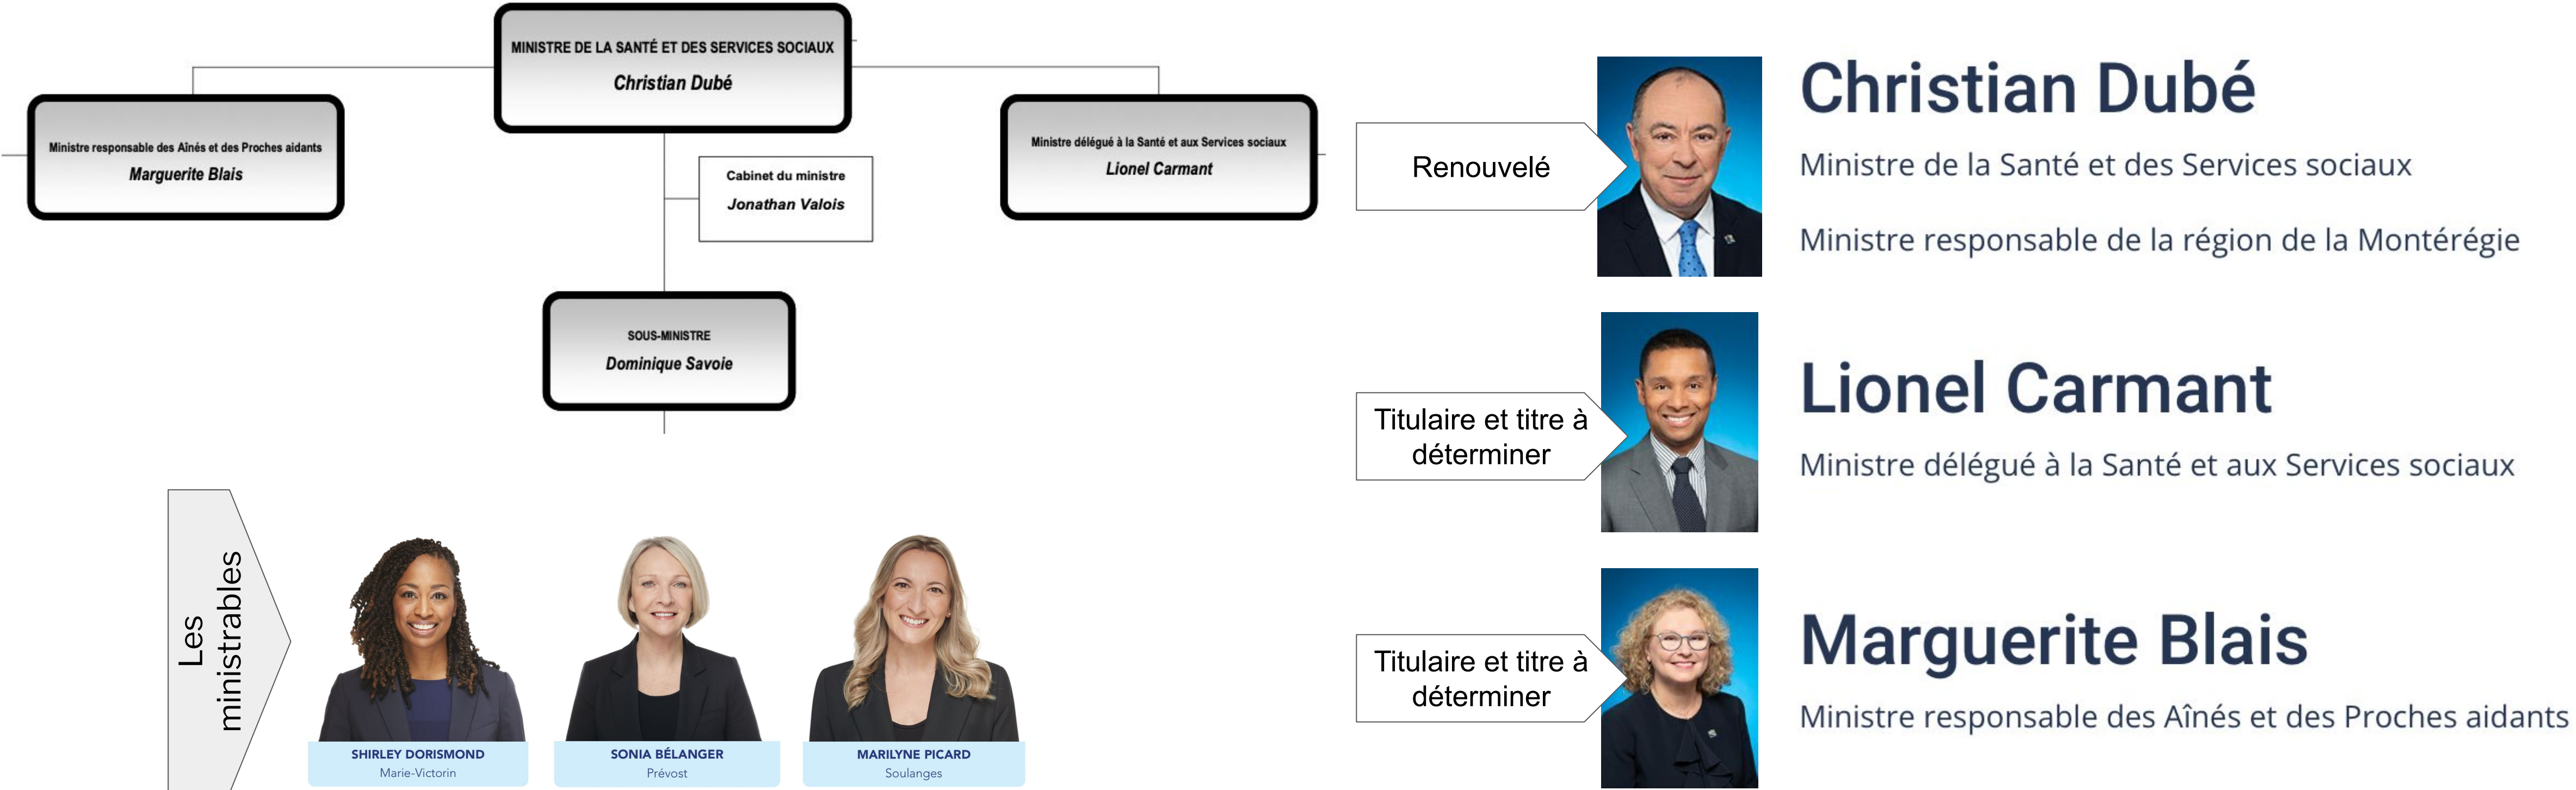 MINISTRE DE LA SANTÉ ET DES SERVICES SOCIAUX
Christian Dubé
Ministre responsable des Aînés et des Proches aidants
Marguerite Blais
Ministre délégué à la Santé et aux Services sociaux
Lionel Carmant
Cabinet du ministre
Jonathan Valois
SOUS-MINISTRE
Dominique Savoie
Les
ministrables
SHIRLEY DORISMOND
Marie-Victorin
SONIA BÉLANGER
Prévost
MARILYNE PICARD
Soulanges
Renouvelé
Christian Dubé
Ministre de la Santé et des Services sociaux
Ministre responsable de la région de la Montérégie
Titulaire et titre à
déterminer
Lionel Carmant
Ministre délégué à la Santé et aux Services sociaux
Titulaire et titre à
déterminer
Marguerite Blais
Ministre responsable des Aînés et des Proches aidants